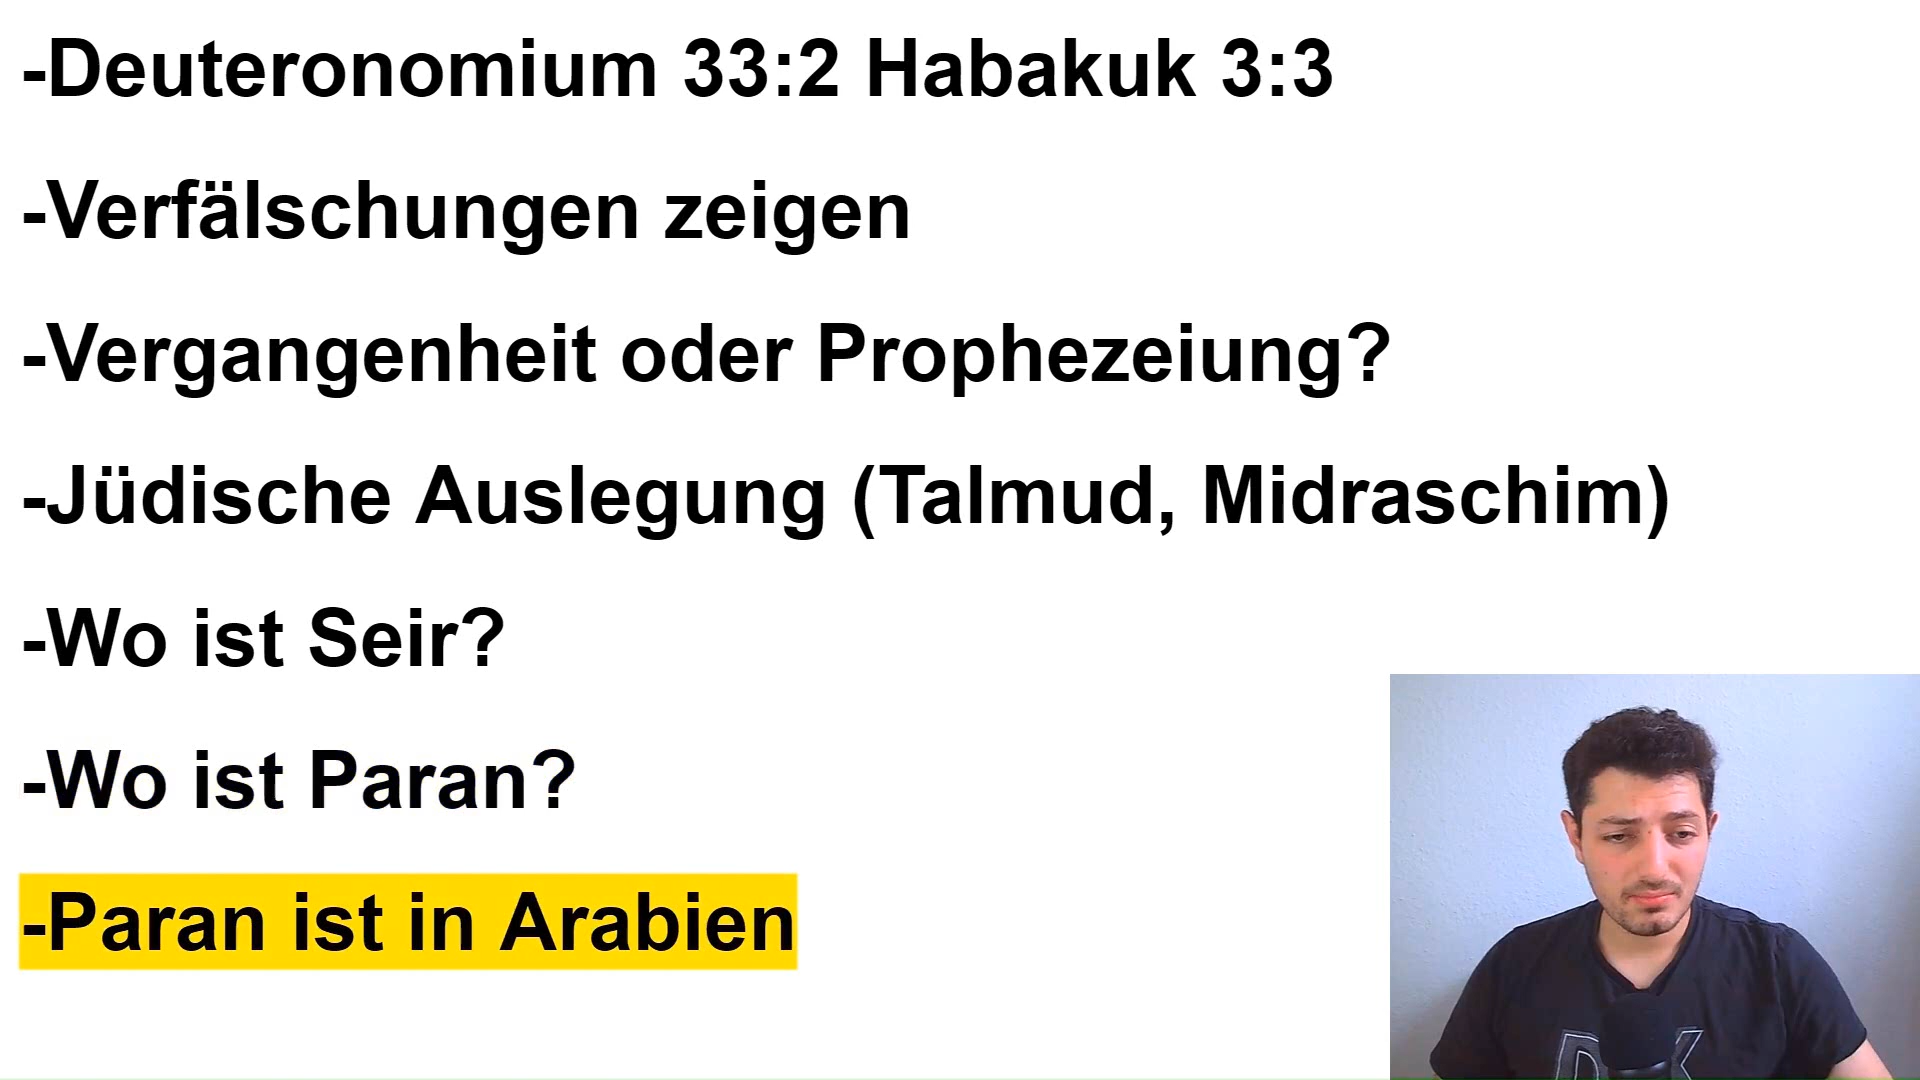 -Deuteronomium 33:2 Habakuk 3:3
-Verfälschungen zeigen
-Vergangenheit oder Prophezeiung?
-Jüdische Auslegung (Talmud, Midraschim)
-Wo ist Seir?
-Wo ist Paran?
-Paran ist in Arabien